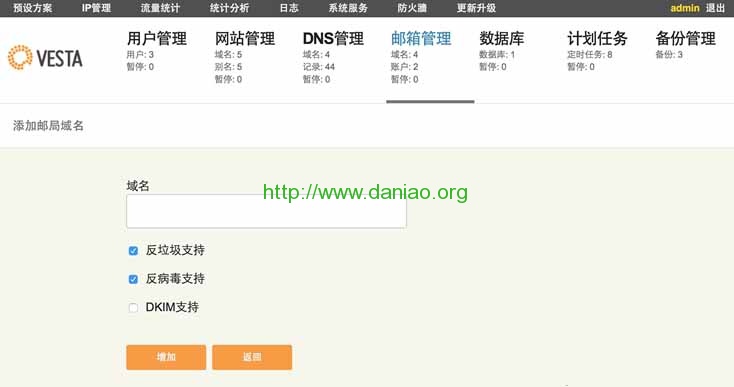 预设方案 IP管理 流量统计 统计分析 日志 系统服务 防火牆 更新升级 admin 退出
VESTA
用户管理 网站管理 DNS管理 邮箱管理 数据库 计划任务 备份管理
用户: 3 域名: 5 域名: 4 域名: 4 数据库: 1 定时任务: 8 备份: 3
暂停: 0 别名: 5 记录: 44 账户: 2 暂停: 0 暂停: 0
暂停: 0 暂停: 0 暂停: 0
添加邮局域名
域名
http://www.daniao.org
反垃圾支持
反病毒支持
DKIM支持
增加 返回